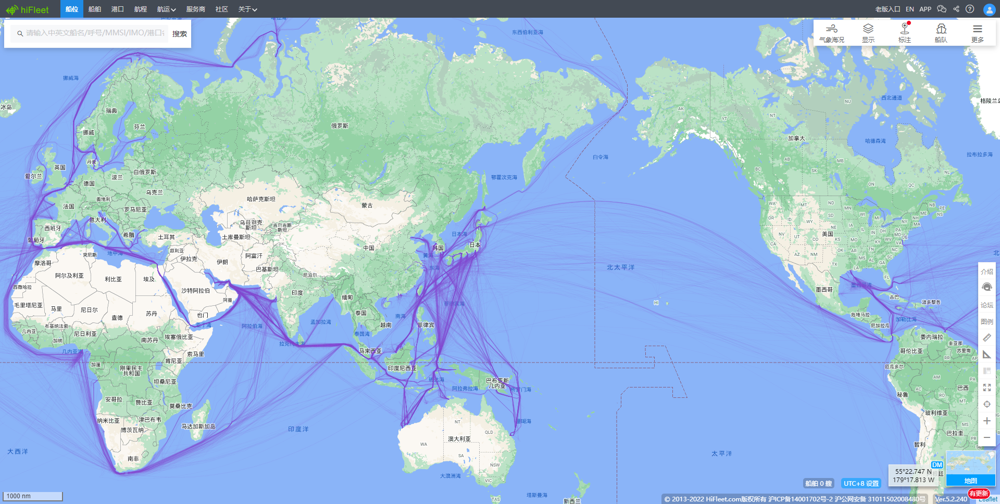 hiFleet
船位
船舶
港口
航程
航运
服务商
社区
关于
老版入口
EN
APP
请输入中英文船名/呼号/MMSI/IMO/港口名
搜索
气象海况
显示
标注
船队
更多
东西伯利亚海
挪威海
冰岛
瑞典
芬兰
挪威
俄罗斯
丹麦
英国
爱尔兰
白俄罗斯
波兰
德国
乌克兰
奥地利
法国
罗马尼亚
意大利
西班牙
希腊
葡萄牙
土耳其
哈萨克斯坦
蒙古
乌兹别克
斯坦
吉尔吉斯
斯坦
土库曼斯坦
中国
日本海
韩国
日本
黄海
东海
地中海
突尼斯
叙利亚
伊拉克
伊朗
阿富汗
巴基斯坦
尼泊尔
摩洛哥
阿尔及利亚
利比亚
埃及
沙特阿拉伯
西撒哈拉
毛里塔尼亚
马里
尼日尔
查德
苏丹
也门
阿曼
印度
缅甸
泰国
越南
南海
菲律宾
菲律宾海
孟加拉湾
泰国湾
阿拉伯海
亚丁湾
布基纳法索
几内亚
加纳
尼日利亚
南苏丹
埃塞俄比亚
索马里
几内亚湾
加蓬
刚果民主
共和国
肯尼亚
坦桑尼亚
安哥拉
赞比亚
莫桑比克
纳米比亚
津巴布韦
博茨瓦纳
马达加斯加岛
南非
大西洋
印度洋
拉克代夫海
马来西亚
印度尼西亚
班达海
阿拉弗拉海
巴布亚新
几内亚
所罗门海
珊瑚海
澳大利亚
NT
QLD
WA
SA
NSW
VIC
TAS
大澳洲湾
塔斯曼海
新西兰
鄂霍次克海
白令海
北太平洋
太平洋
HI
AK
YT
NT
NU
西北通道
格陵兰岛
加拿大
哈德森湾
拉布拉多海
BC
AB
SK
MB
ON
QC
NL
NB
PE
NS
WA
MT
ND
MN
OR
ID
WY
SD
WI
MI
NH
ME
NY
MA
NV
UT
CO
NE
IA
IL
IN
OH
PA
MD
DE
美国
KS
MO
KY
WV
VA
CA
AZ
NM
OK
AR
TN
NC
MS
AL
SC
GA
TX
LA
FL
墨西哥
墨西哥湾
古巴
波多黎各
危地马拉
加勒比海
尼加拉瓜
委内瑞拉
圭亚那
苏里南
哥伦比亚
RR
AP
厄瓜多尔
AM
PA
AC
RO
巴西
MT
秘鲁
玻利维亚
MS
巴拉圭
PR
智利
介绍
论坛
图例
DM
55°22.747 N
179°17.813 W
地图
船舶 0 艘
UTC+8 设置
有更新
1000 nm
© 2013-2022 HiFleet.com版权所有 沪ICP备14001702号-2 沪公网安备 31011502008480号
Ver.5.2.240
Leaflet